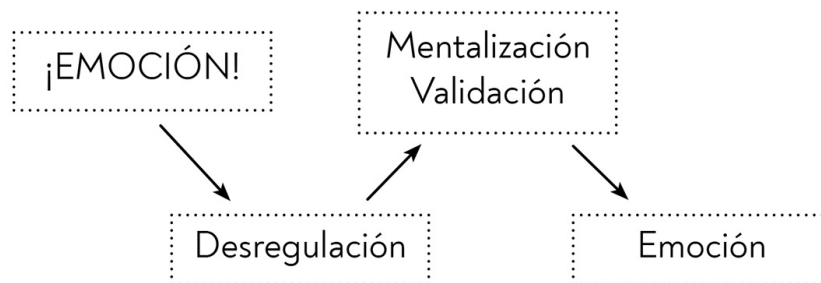 ¡EMOCIÓN!
Mentalización
Validación
Desregulación
Emoción